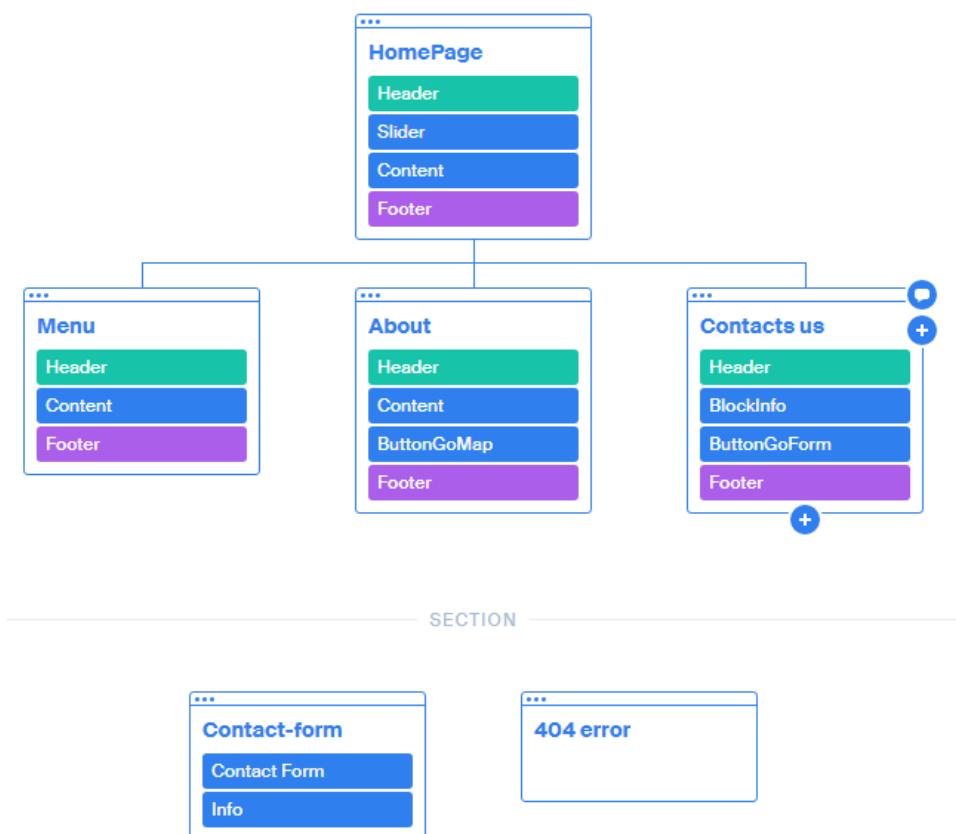 HomePage
Header
Slider
Content
Footer
Menu
Header
Content
Footer
About
Header
Content
ButtonGoMap
Footer
Contacts us
Header
BlockInfo
ButtonGoForm
Footer
SECTION
Contact-form
Contact Form
Info
404 error